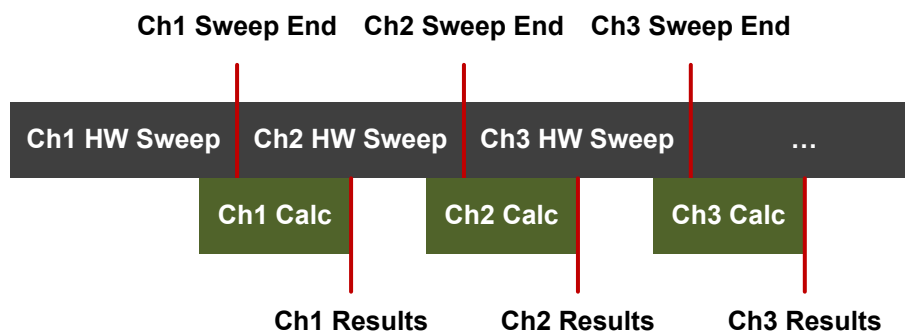 Ch1 Sweep End
Ch2 Sweep End
Ch3 Sweep End
Ch1 HW Sweep
Ch2 HW Sweep
Ch3 HW Sweep
...
Ch1 Calc
Ch2 Calc
Ch3 Calc
Ch1 Results
Ch2 Results
Ch3 Results